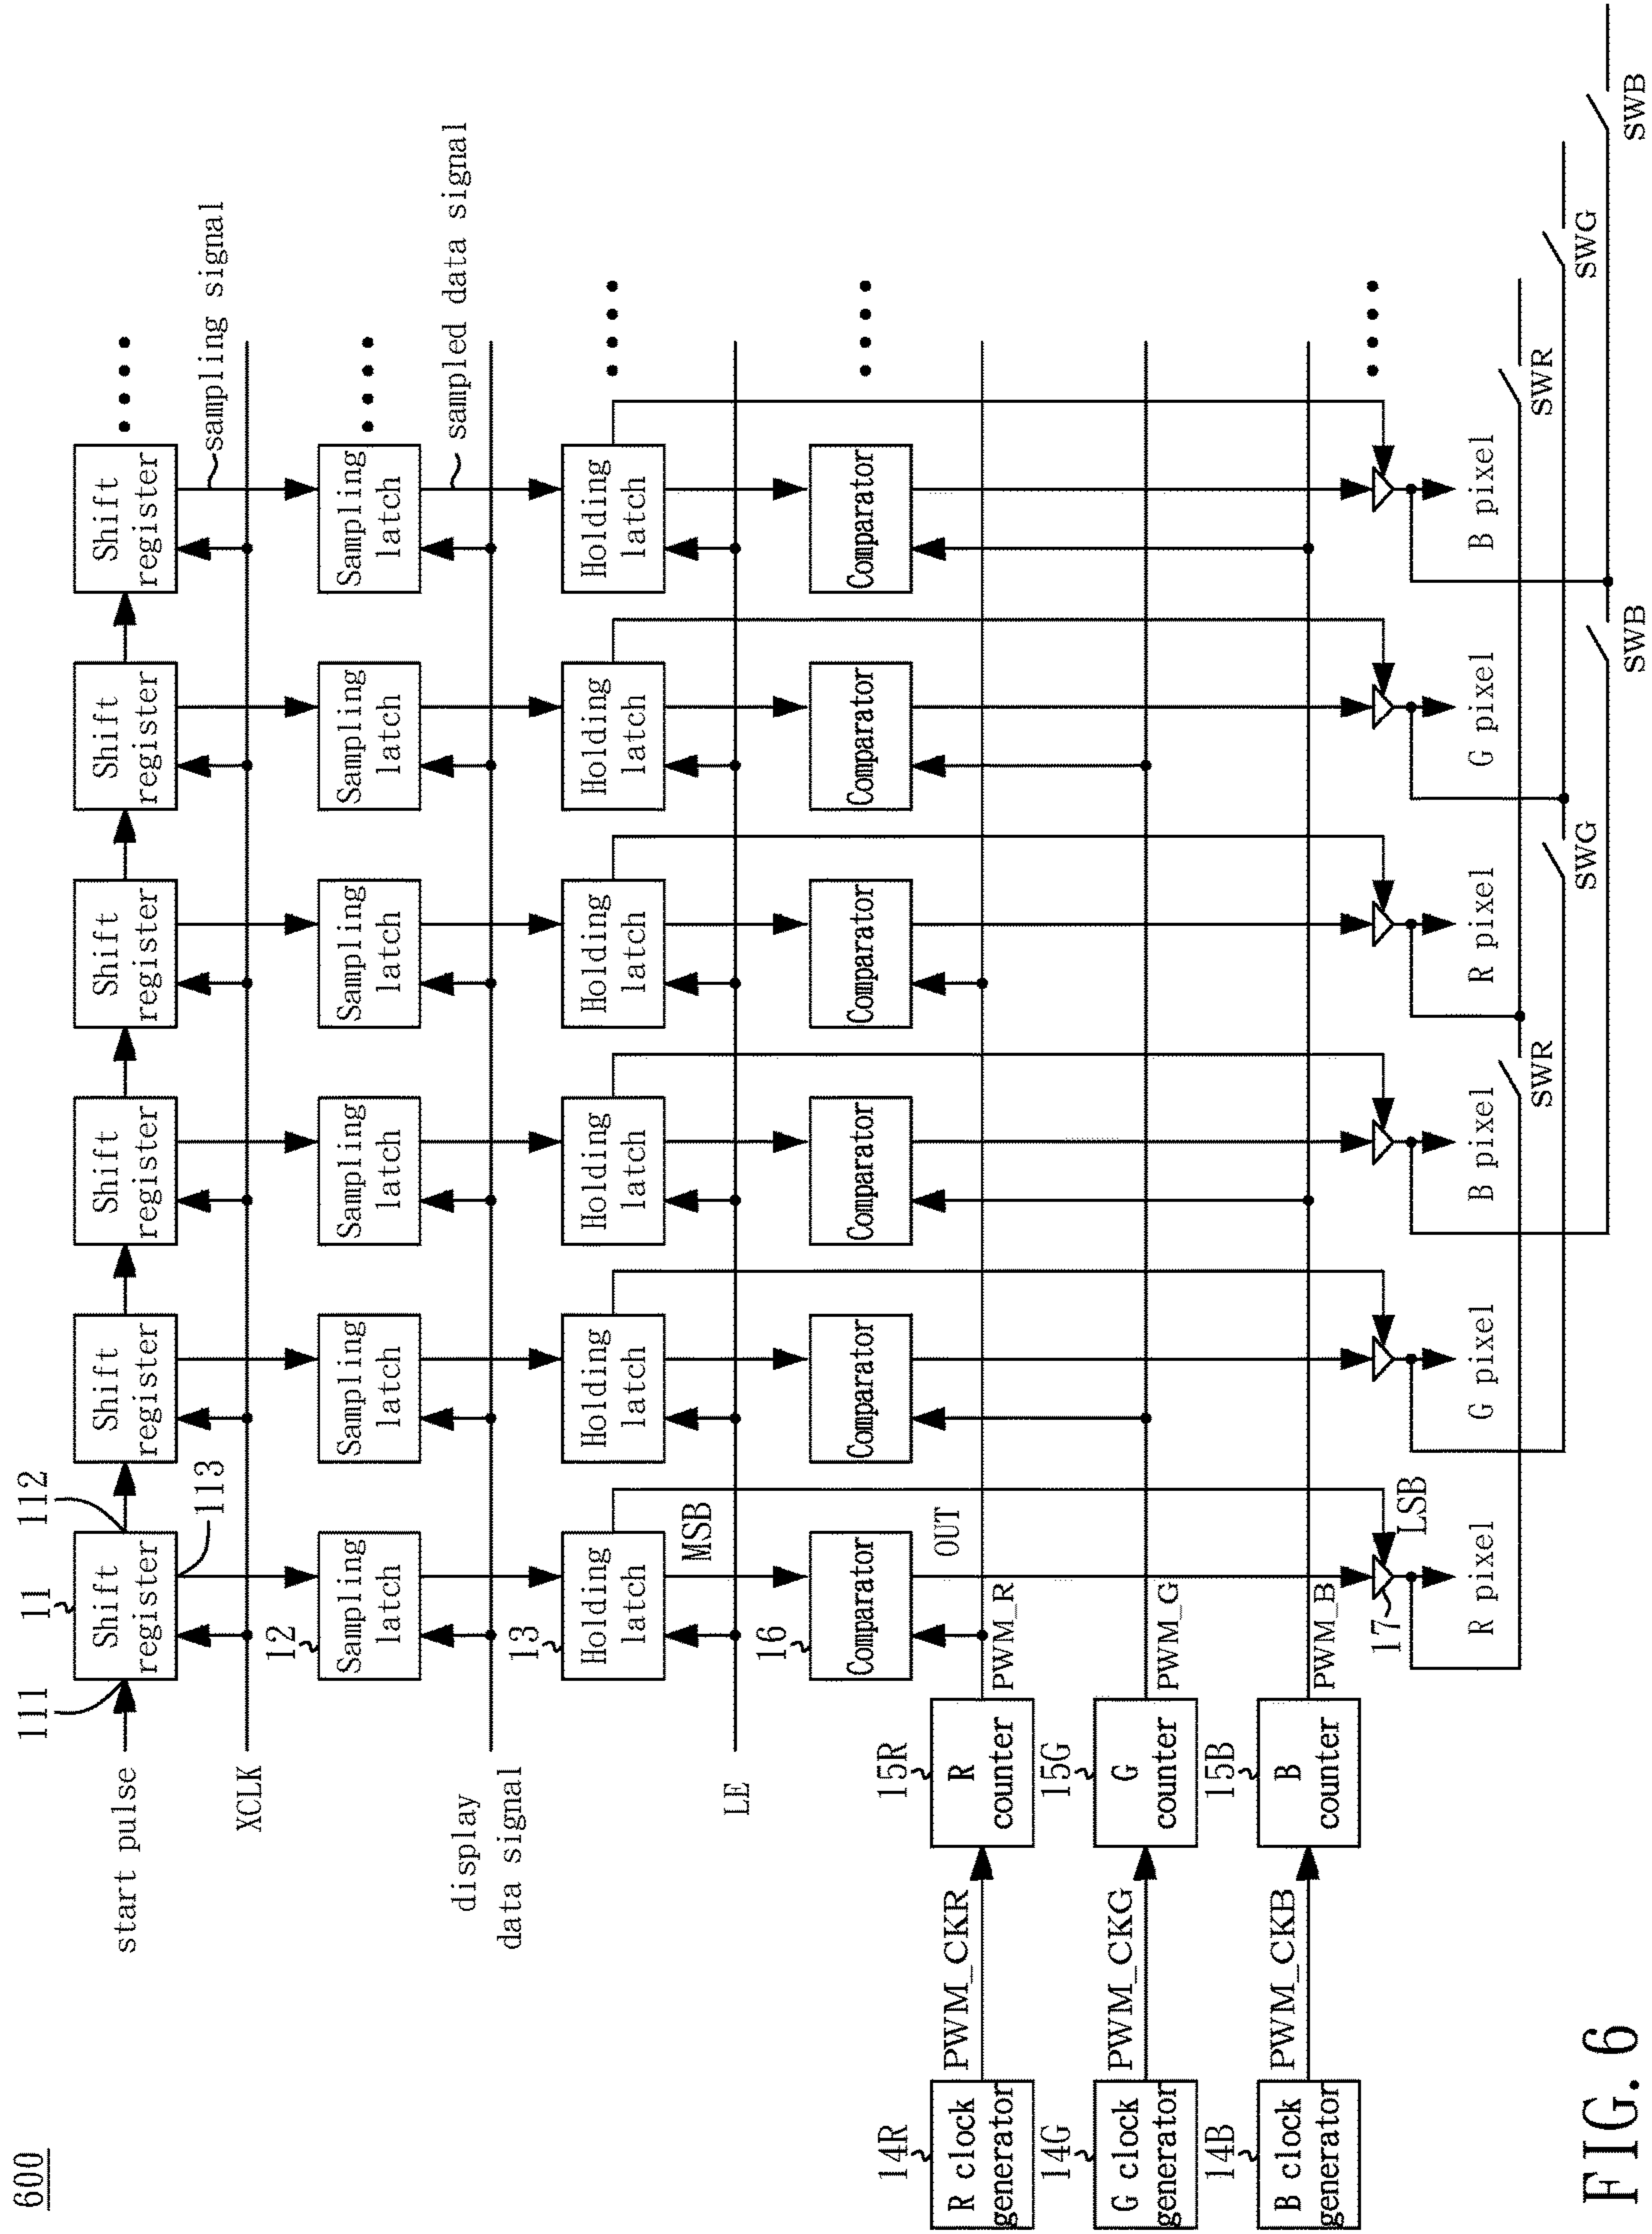 600
11
111
112
113
start pulse
Shift
register
Shift
register
Shift
register
Shift
register
Shift
register
Shift
register
sampling signal
XCLK
12
Sampling
latch
Sampling
latch
Sampling
latch
Sampling
latch
Sampling
latch
Sampling
latch
sampled data signal
display
data signal
13
Holding
latch
Holding
latch
Holding
latch
Holding
latch
Holding
latch
Holding
latch
MSB
LE
16
Comparator
Comparator
Comparator
Comparator
Comparator
Comparator
OUT
14R
R clock
generator
PWM_CKR
15R
R
counter
PWM_R
14G
G clock
generator
PWM_CKG
15G
G
counter
PWM_G
14B
B clock
generator
PWM_CKB
15B
B
counter
PWM_B
17
LSB
R pixel
G pixel
B pixel
R pixel
G pixel
B pixel
SWR
SWR
SWG
SWG
SWB
SWB
FIG. 6